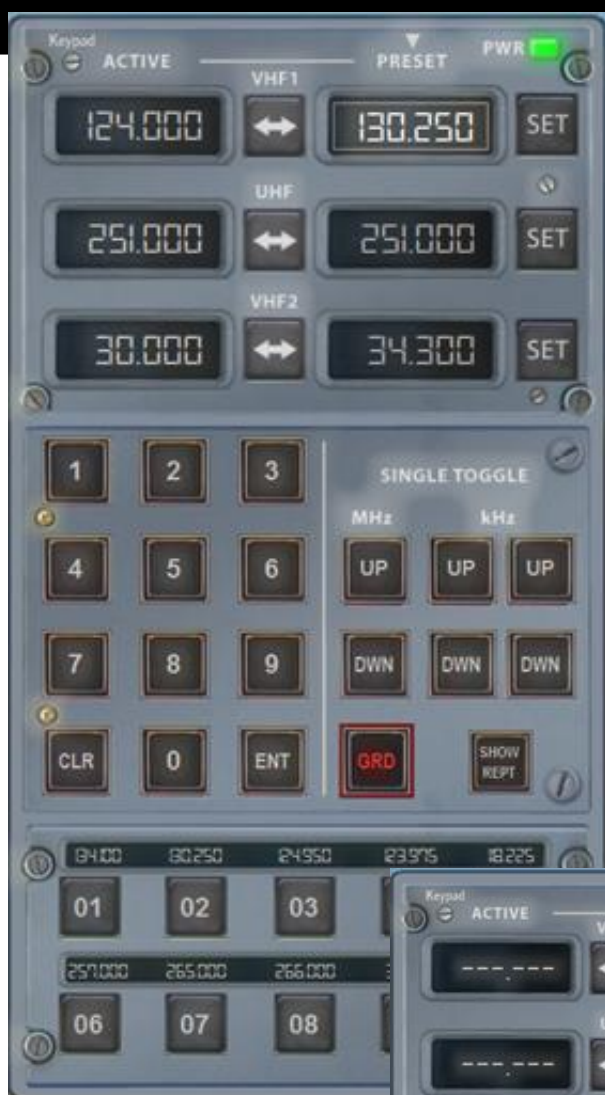 Keypad
ACTIVE PRESET PWR
VHF1
124.000 130.250 SET
UHF
251.000 251.000 SET
VHF2
30.000 34.300 SET
1 2 3 SINGLE TOGGLE
MHz kHz
4 5 6 UP UP UP
7 8 9 DWN DWN DWN
CLR 0 ENT GRD SHOW
REPT
134.100 130.250 124.950 123.975 118.225
01 02 03
257.000 265.000 266.000
06 07 08
Keypad
ACTIVE
---.---
---.---